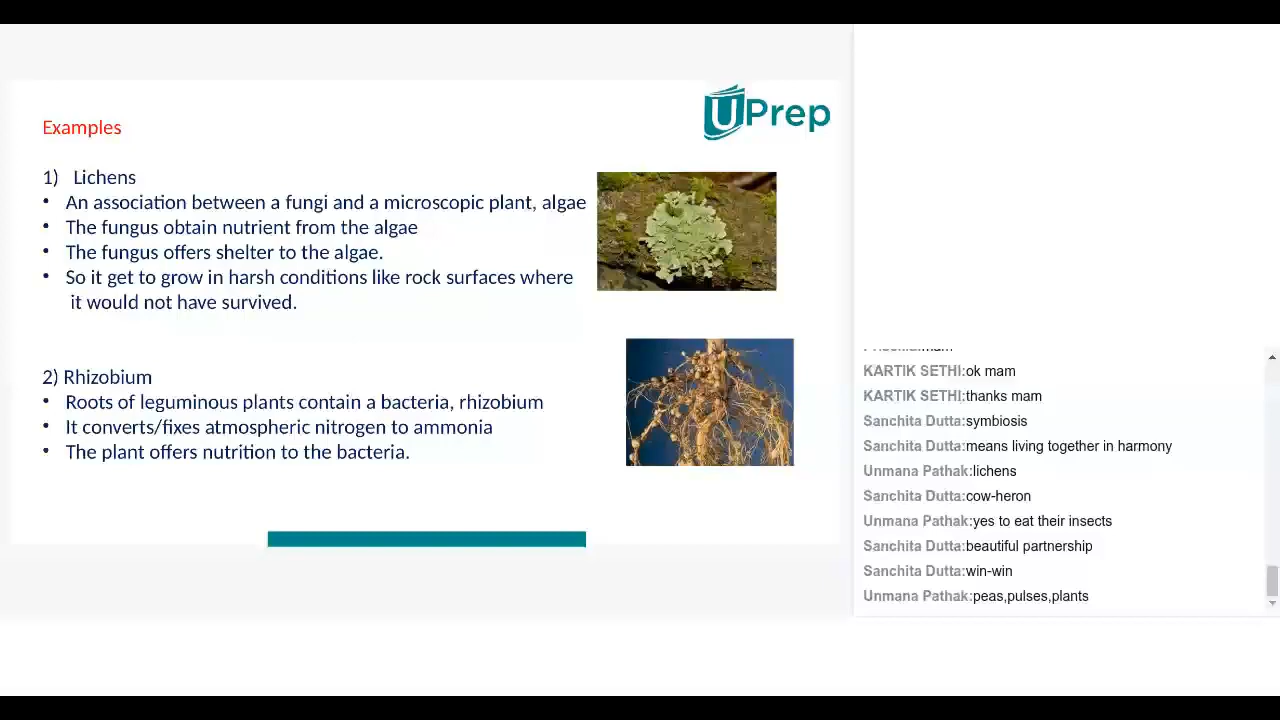 UPrep
Examples
1) Lichens
• An association between a fungi and a microscopic plant, algae
• The fungus obtain nutrient from the algae
• The fungus offers shelter to the algae.
• So it get to grow in harsh conditions like rock surfaces where
it would not have survived.
2) Rhizobium
• Roots of leguminous plants contain a bacteria, rhizobium
• It converts/fixes atmospheric nitrogen to ammonia
• The plant offers nutrition to the bacteria.
KARTIK SETHI:ok mam
KARTIK SETHI:thanks mam
Sanchita Dutta:symbiosis
Sanchita Dutta:means living together in harmony
Unmana Pathak:lichens
Sanchita Dutta:cow-heron
Unmana Pathak:yes to eat their insects
Sanchita Dutta:beautiful partnership
Sanchita Dutta:win-win
Unmana Pathak:peas,pulses,plants